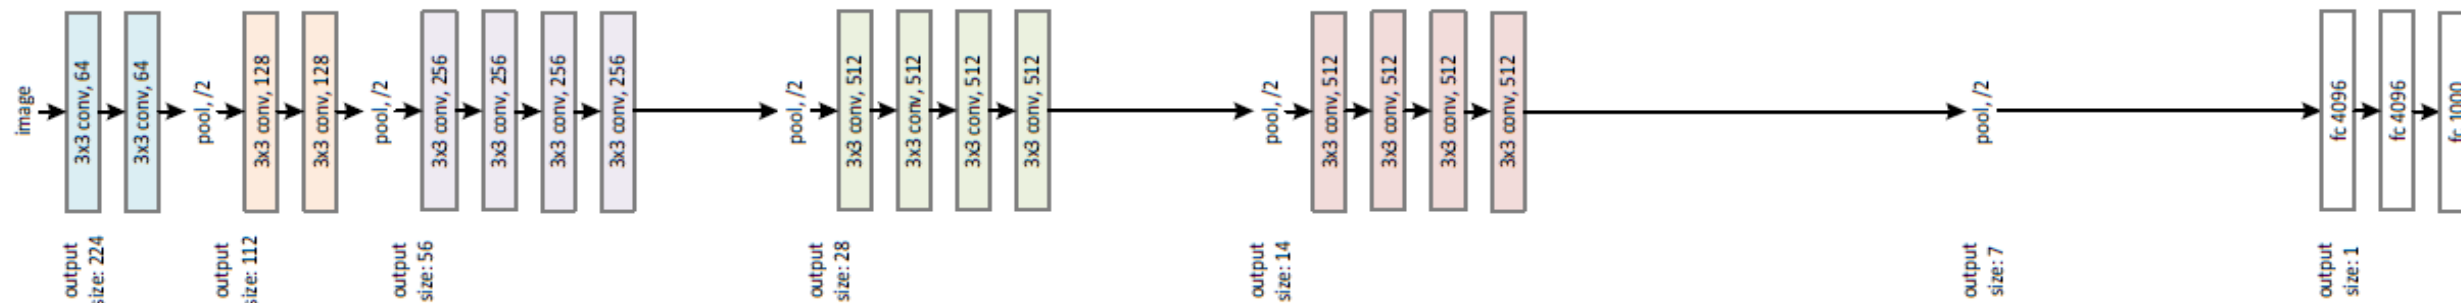 image
3x3 conv, 64
3x3 conv, 64
pool, /2
3x3 conv, 128
3x3 conv, 128
pool, /2
3x3 conv, 256
3x3 conv, 256
3x3 conv, 256
3x3 conv, 256
pool, /2
3x3 conv, 512
3x3 conv, 512
3x3 conv, 512
3x3 conv, 512
pool, /2
3x3 conv, 512
3x3 conv, 512
3x3 conv, 512
3x3 conv, 512
pool, /2
fc 4096
fc 4096
fc 1000
output
size: 224
output
size: 112
output
size: 56
output
size: 28
output
size: 14
output
size: 7
output
size: 1